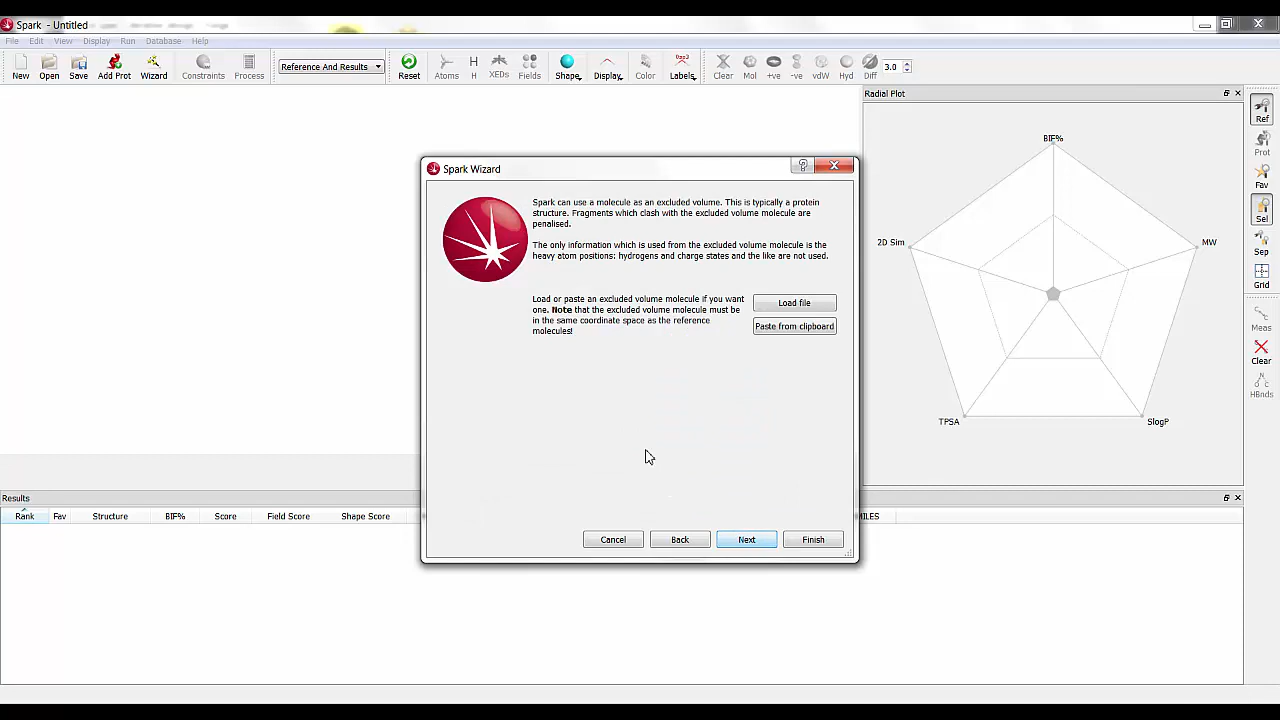 Spark - Untitled
File Edit View Display Run Database Help
New Open Save Add Prot Wizard Constraints Process Reference And Results Reset Atoms H H XEDs Fields Shape Display Color Opp3 Labels Clear Mol +ve -ve vdW Hyd Diff 3.0
Radial Plot
Ref
Prot
Fav
Sel
Sep
Grid
Meas
Clear
HBnds
BIF%
2D Sim
MW
TPSA
SlogP
Spark Wizard
Spark can use a molecule as an excluded volume. This is typically a protein
structure. Fragments which clash with the excluded volume molecule are
penalised.
The only information which is used from the excluded volume molecule is the
heavy atom positions: hydrogens and charge states and the like are not used.
Load or paste an excluded volume molecule if you want
one. Note that the excluded volume molecule must be
in the same coordinate space as the reference
molecules!
Load file
Paste from clipboard
Cancel Back Next Finish
Results
Rank Fav Structure BIF% Score Field Score Shape Score